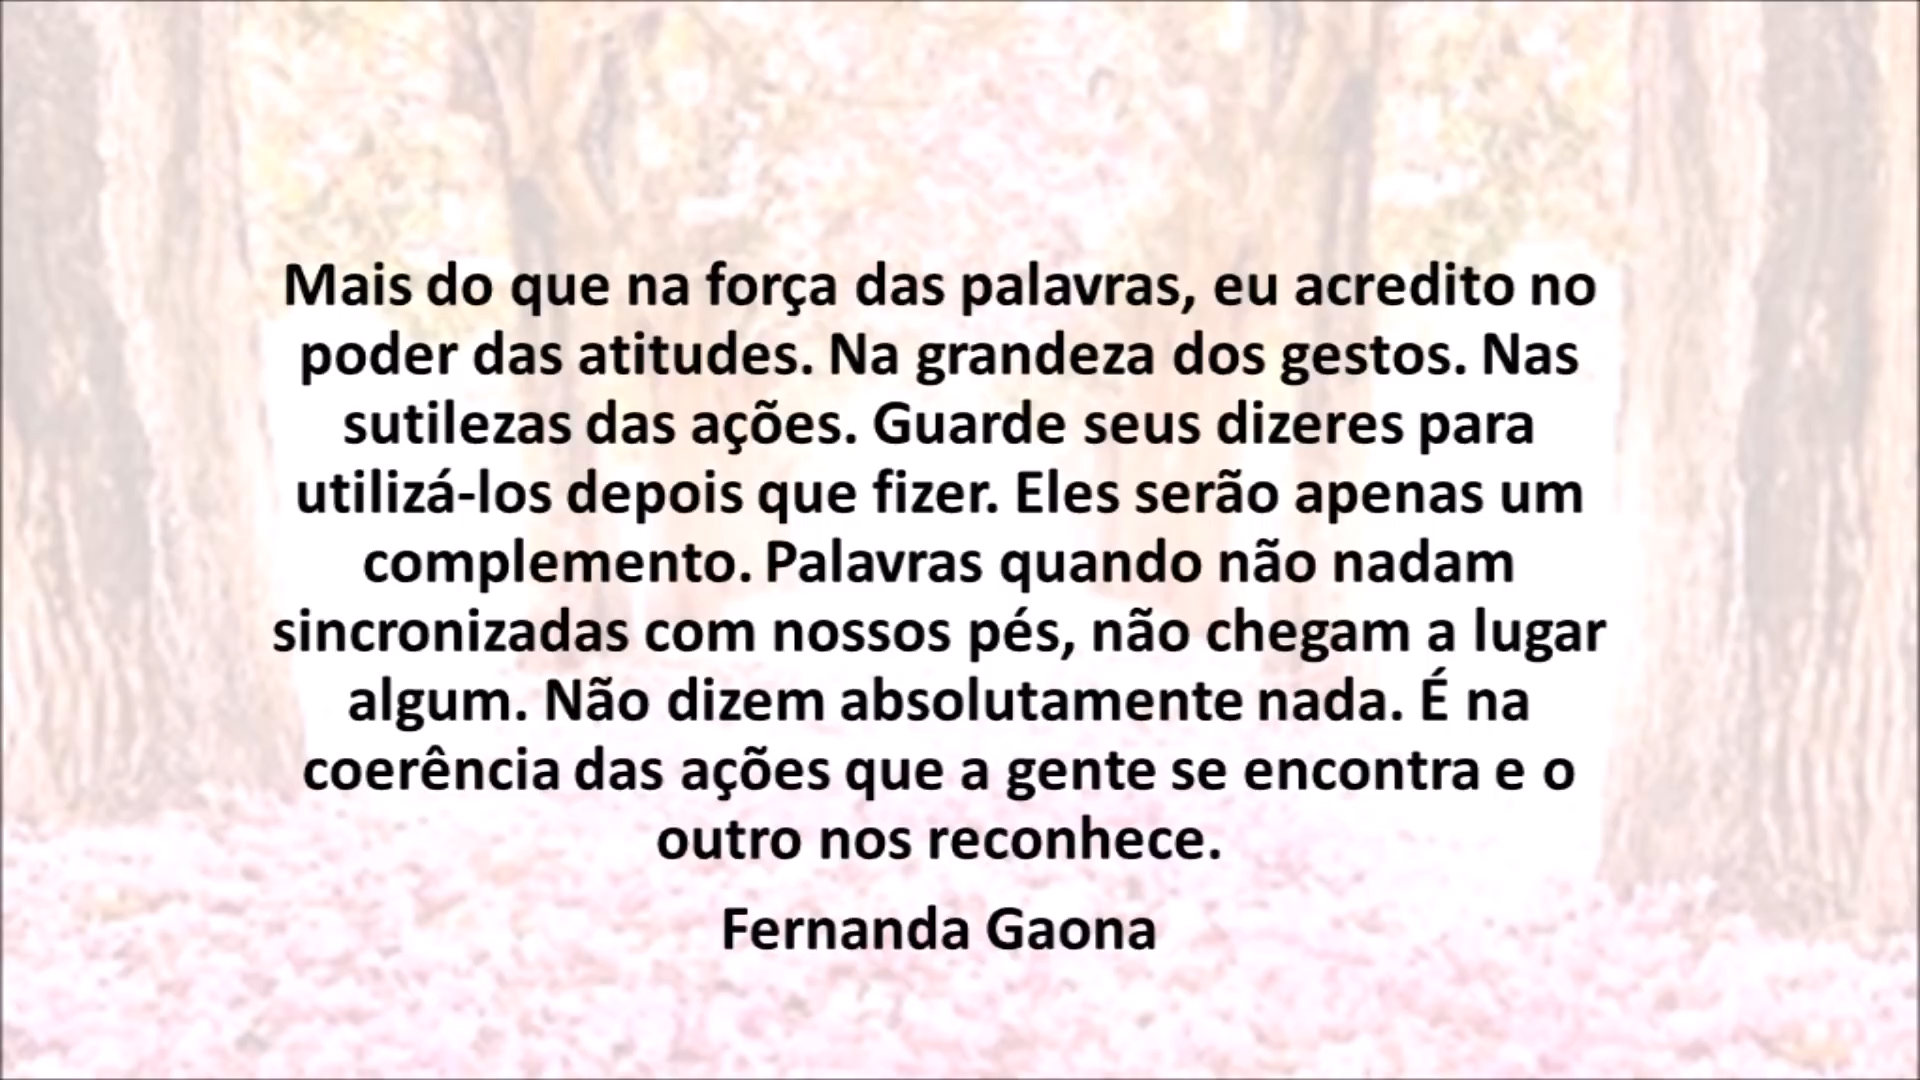 Mais do que na força das palavras, eu acredito no
poder das atitudes. Na grandeza dos gestos. Nas
sutilezas das ações. Guarde seus dizeres para
utilizá-los depois que fizer. Eles serão apenas um
complemento. Palavras quando não nadam
sincronizadas com nossos pés, não chegam a lugar
algum. Não dizem absolutamente nada. É na
coerência das ações que a gente se encontra e o
outro nos reconhece.
Fernanda Gaona